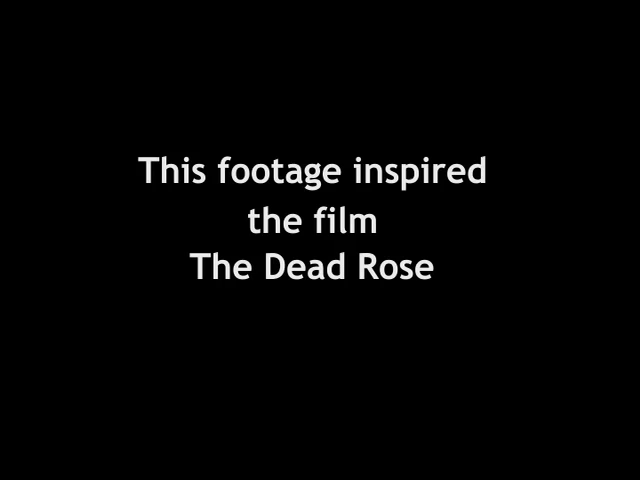 This footage inspired
the film
The Dead Rose